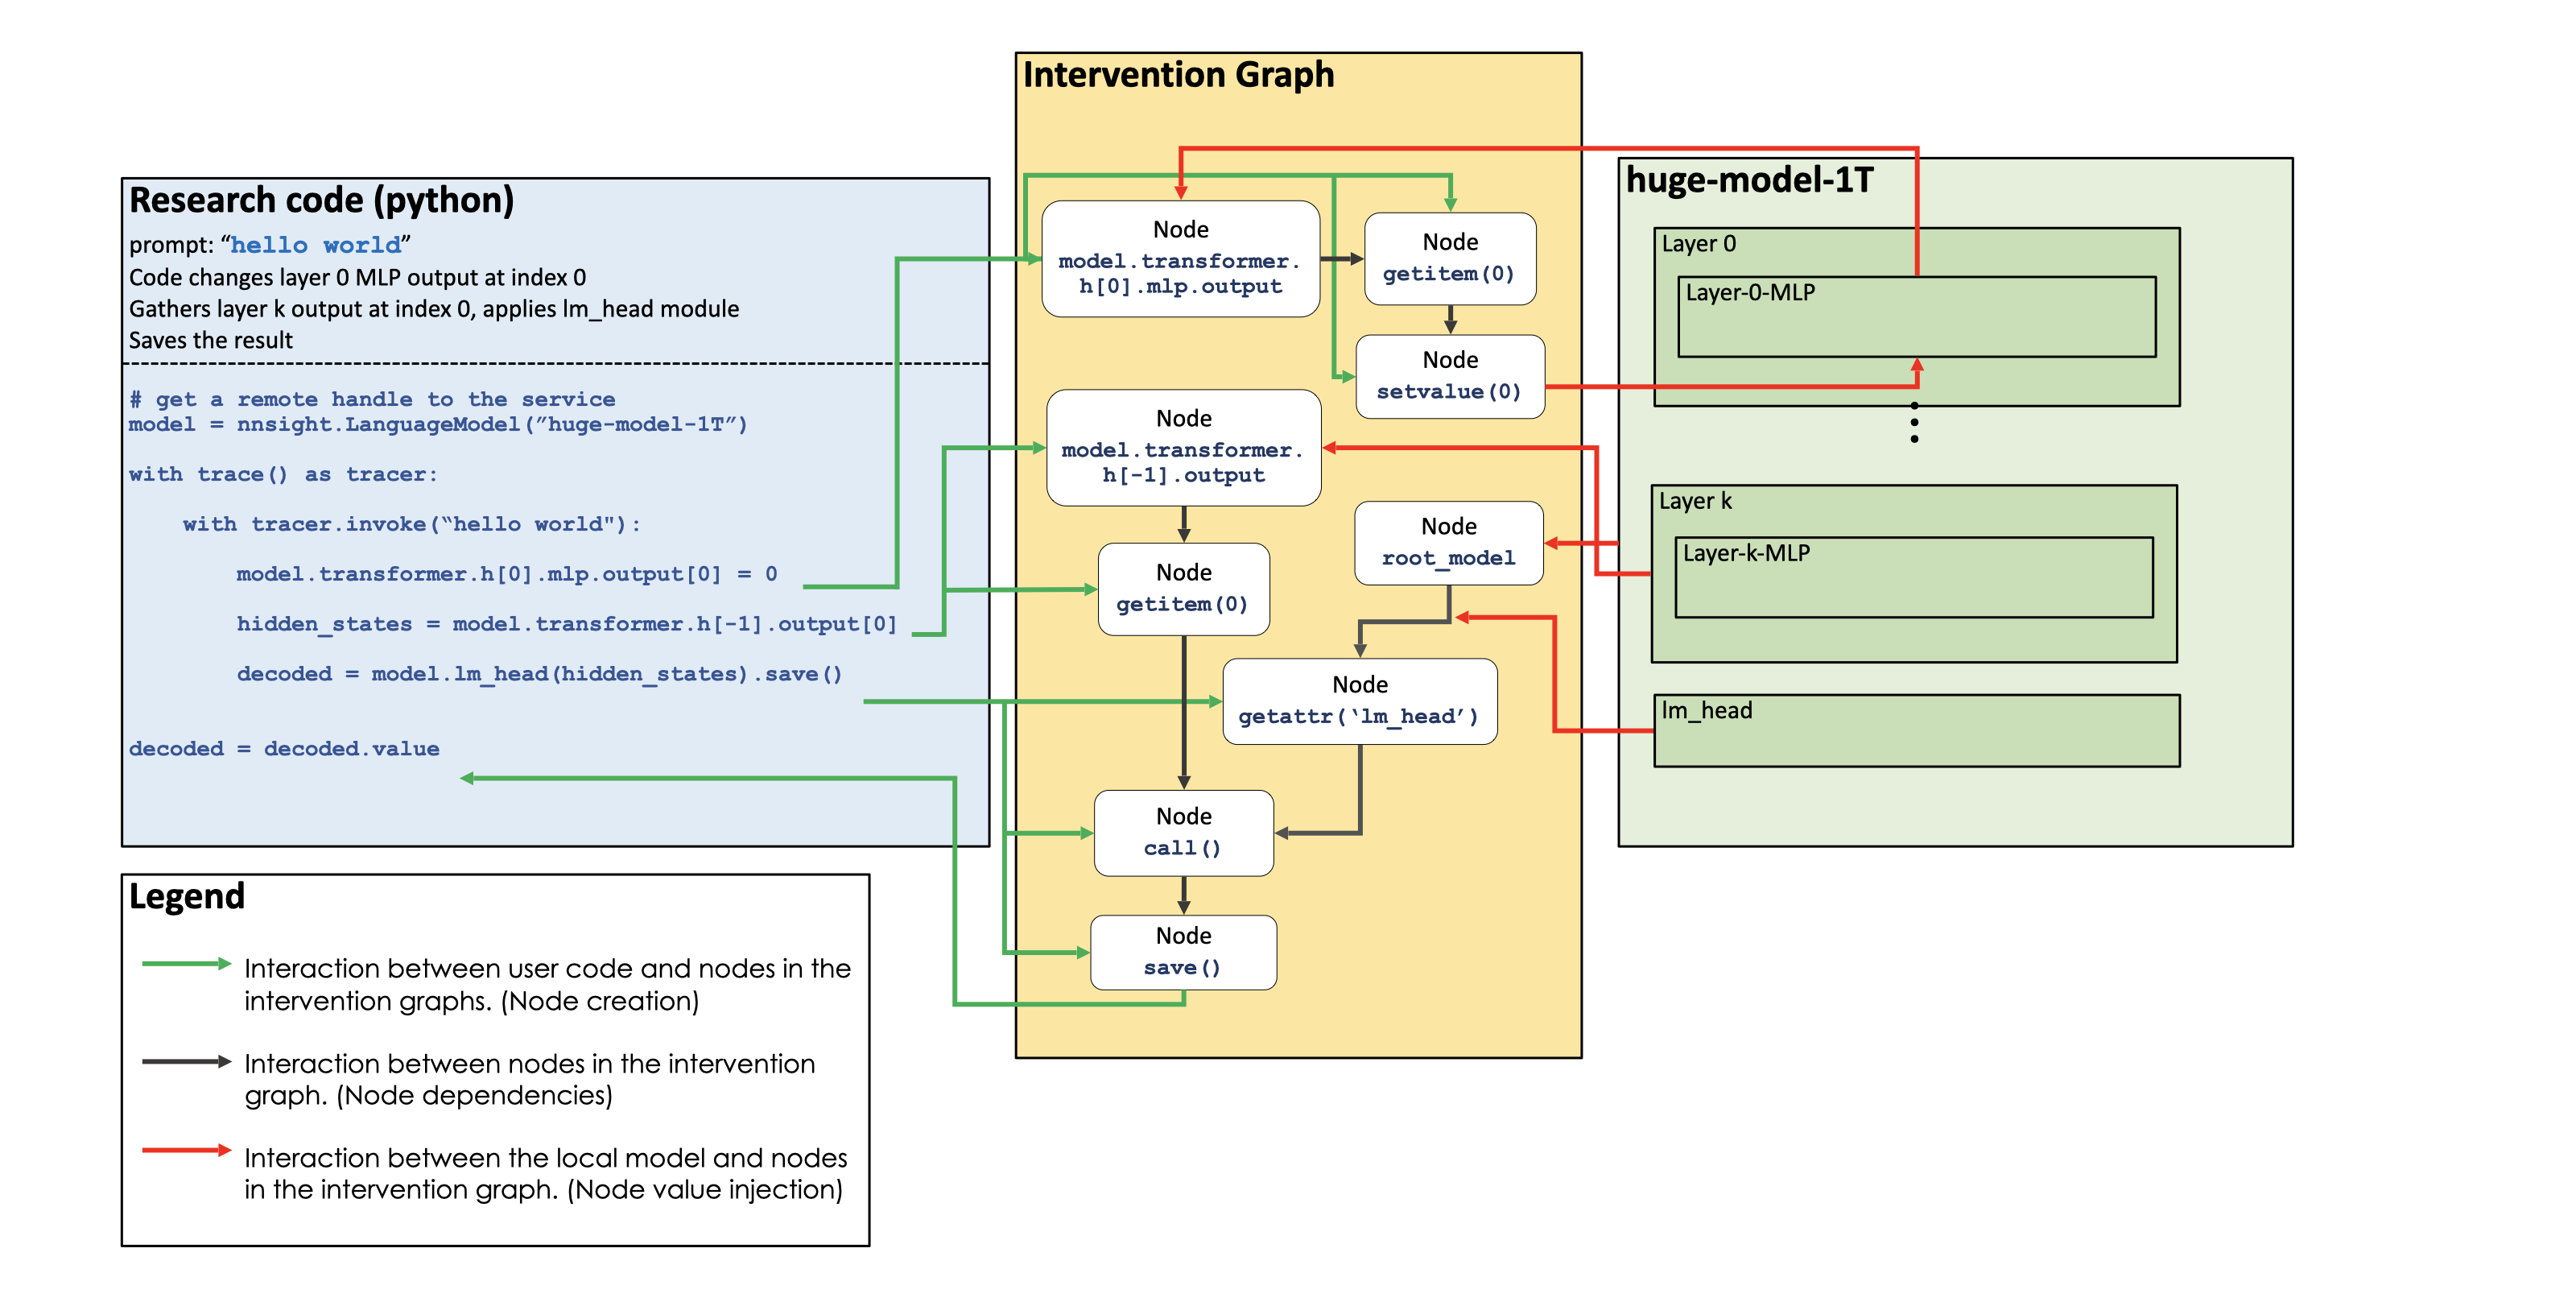 Research code (python)
prompt: “hello world”
Code changes layer 0 MLP output at index 0
Gathers layer k output at index 0, applies lm_head module
Saves the result
# get a remote handle to the service
model = nnsight.LanguageModel(”huge-model-1T”)
with trace() as tracer:
with tracer.invoke(“hello world"):
model.transformer.h[0].mlp.output[0] = 0
hidden_states = model.transformer.h[-1].output[0]
decoded = model.lm_head(hidden_states).save()
decoded = decoded.value
Intervention Graph
Node
model.transformer.
h[0].mlp.output
Node
getitem(0)
Node
setvalue(0)
Node
model.transformer.
h[-1].output
Node
getitem(0)
Node
root_model
Node
getattr(‘lm_head’)
Node
call()
Node
save()
huge-model-1T
Layer 0
Layer-0-MLP
Layer k
Layer-k-MLP
lm_head
Legend
Interaction between user code and nodes in the
intervention graphs. (Node creation)
Interaction between nodes in the intervention
graph. (Node dependencies)
Interaction between the local model and nodes
in the intervention graph. (Node value injection)